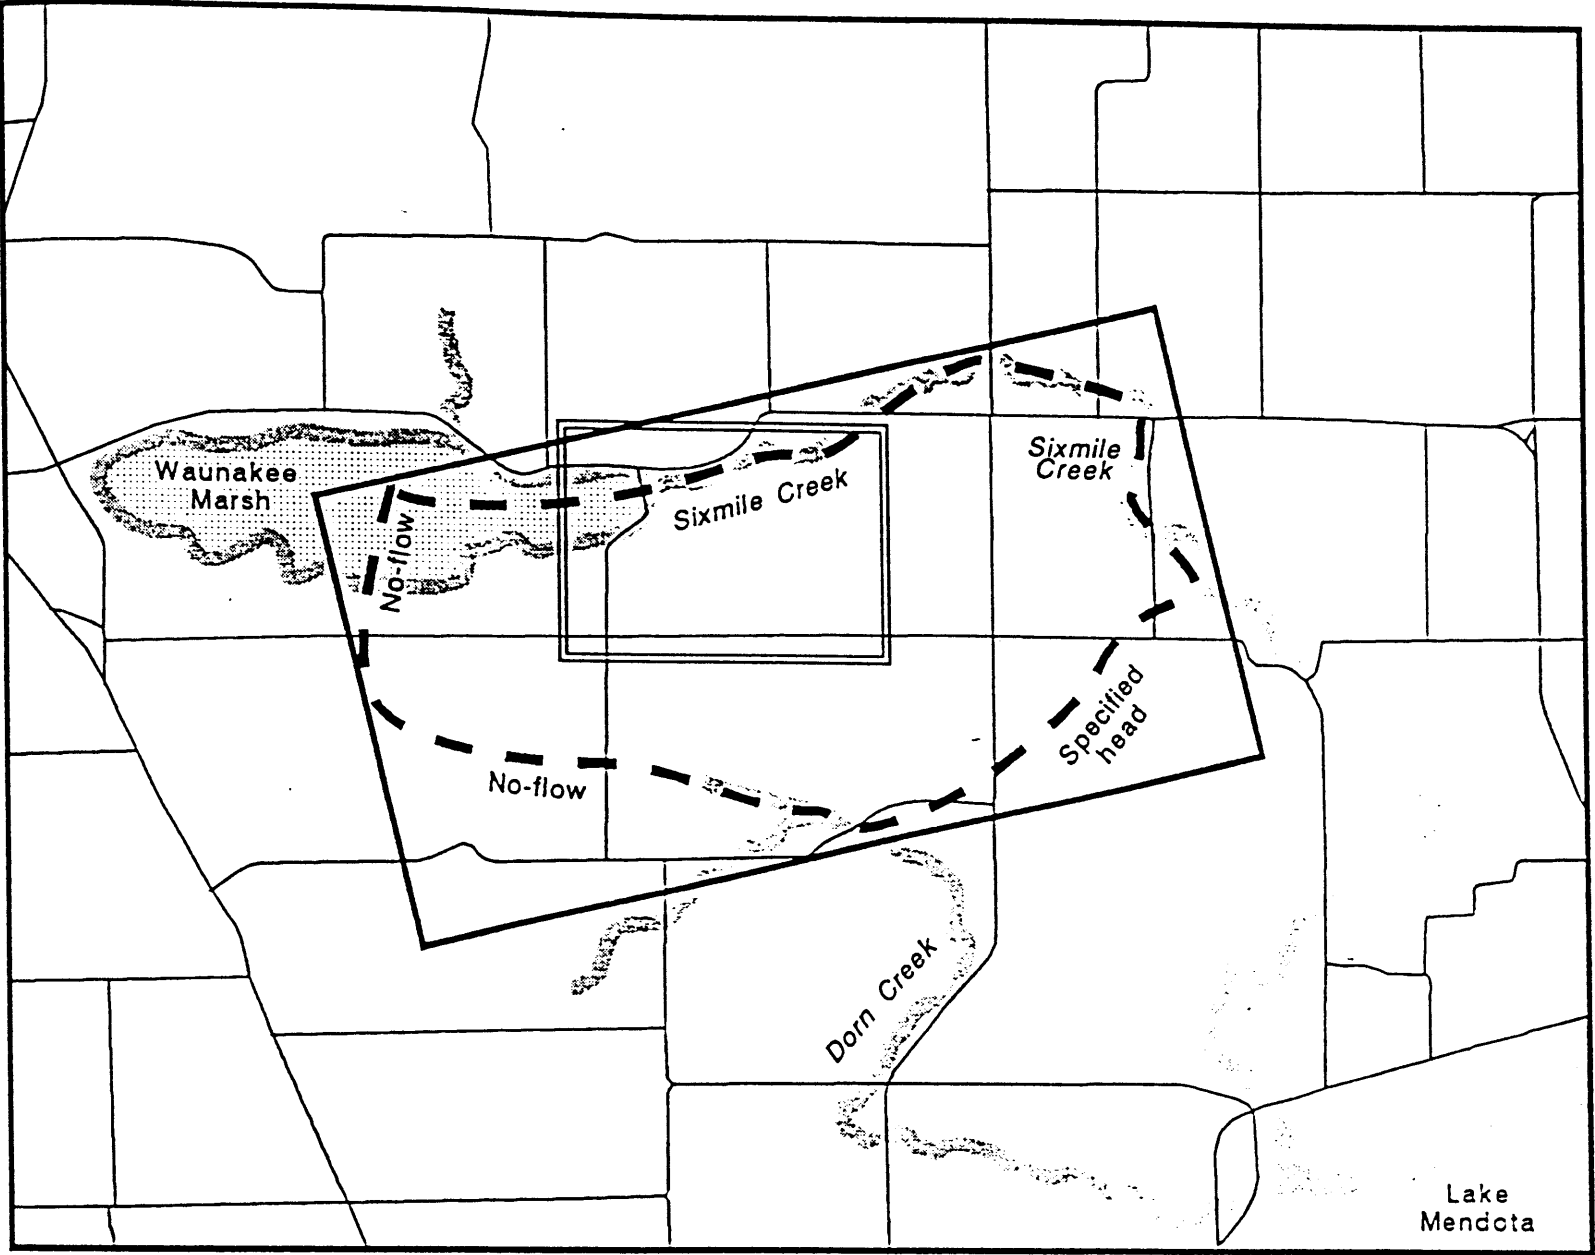 Waunakee
Marsh
Sixmile
Creek
Sixmile Creek
No-flow
Specified
head
No-flow
Dorn Creek
Lake
Mendota